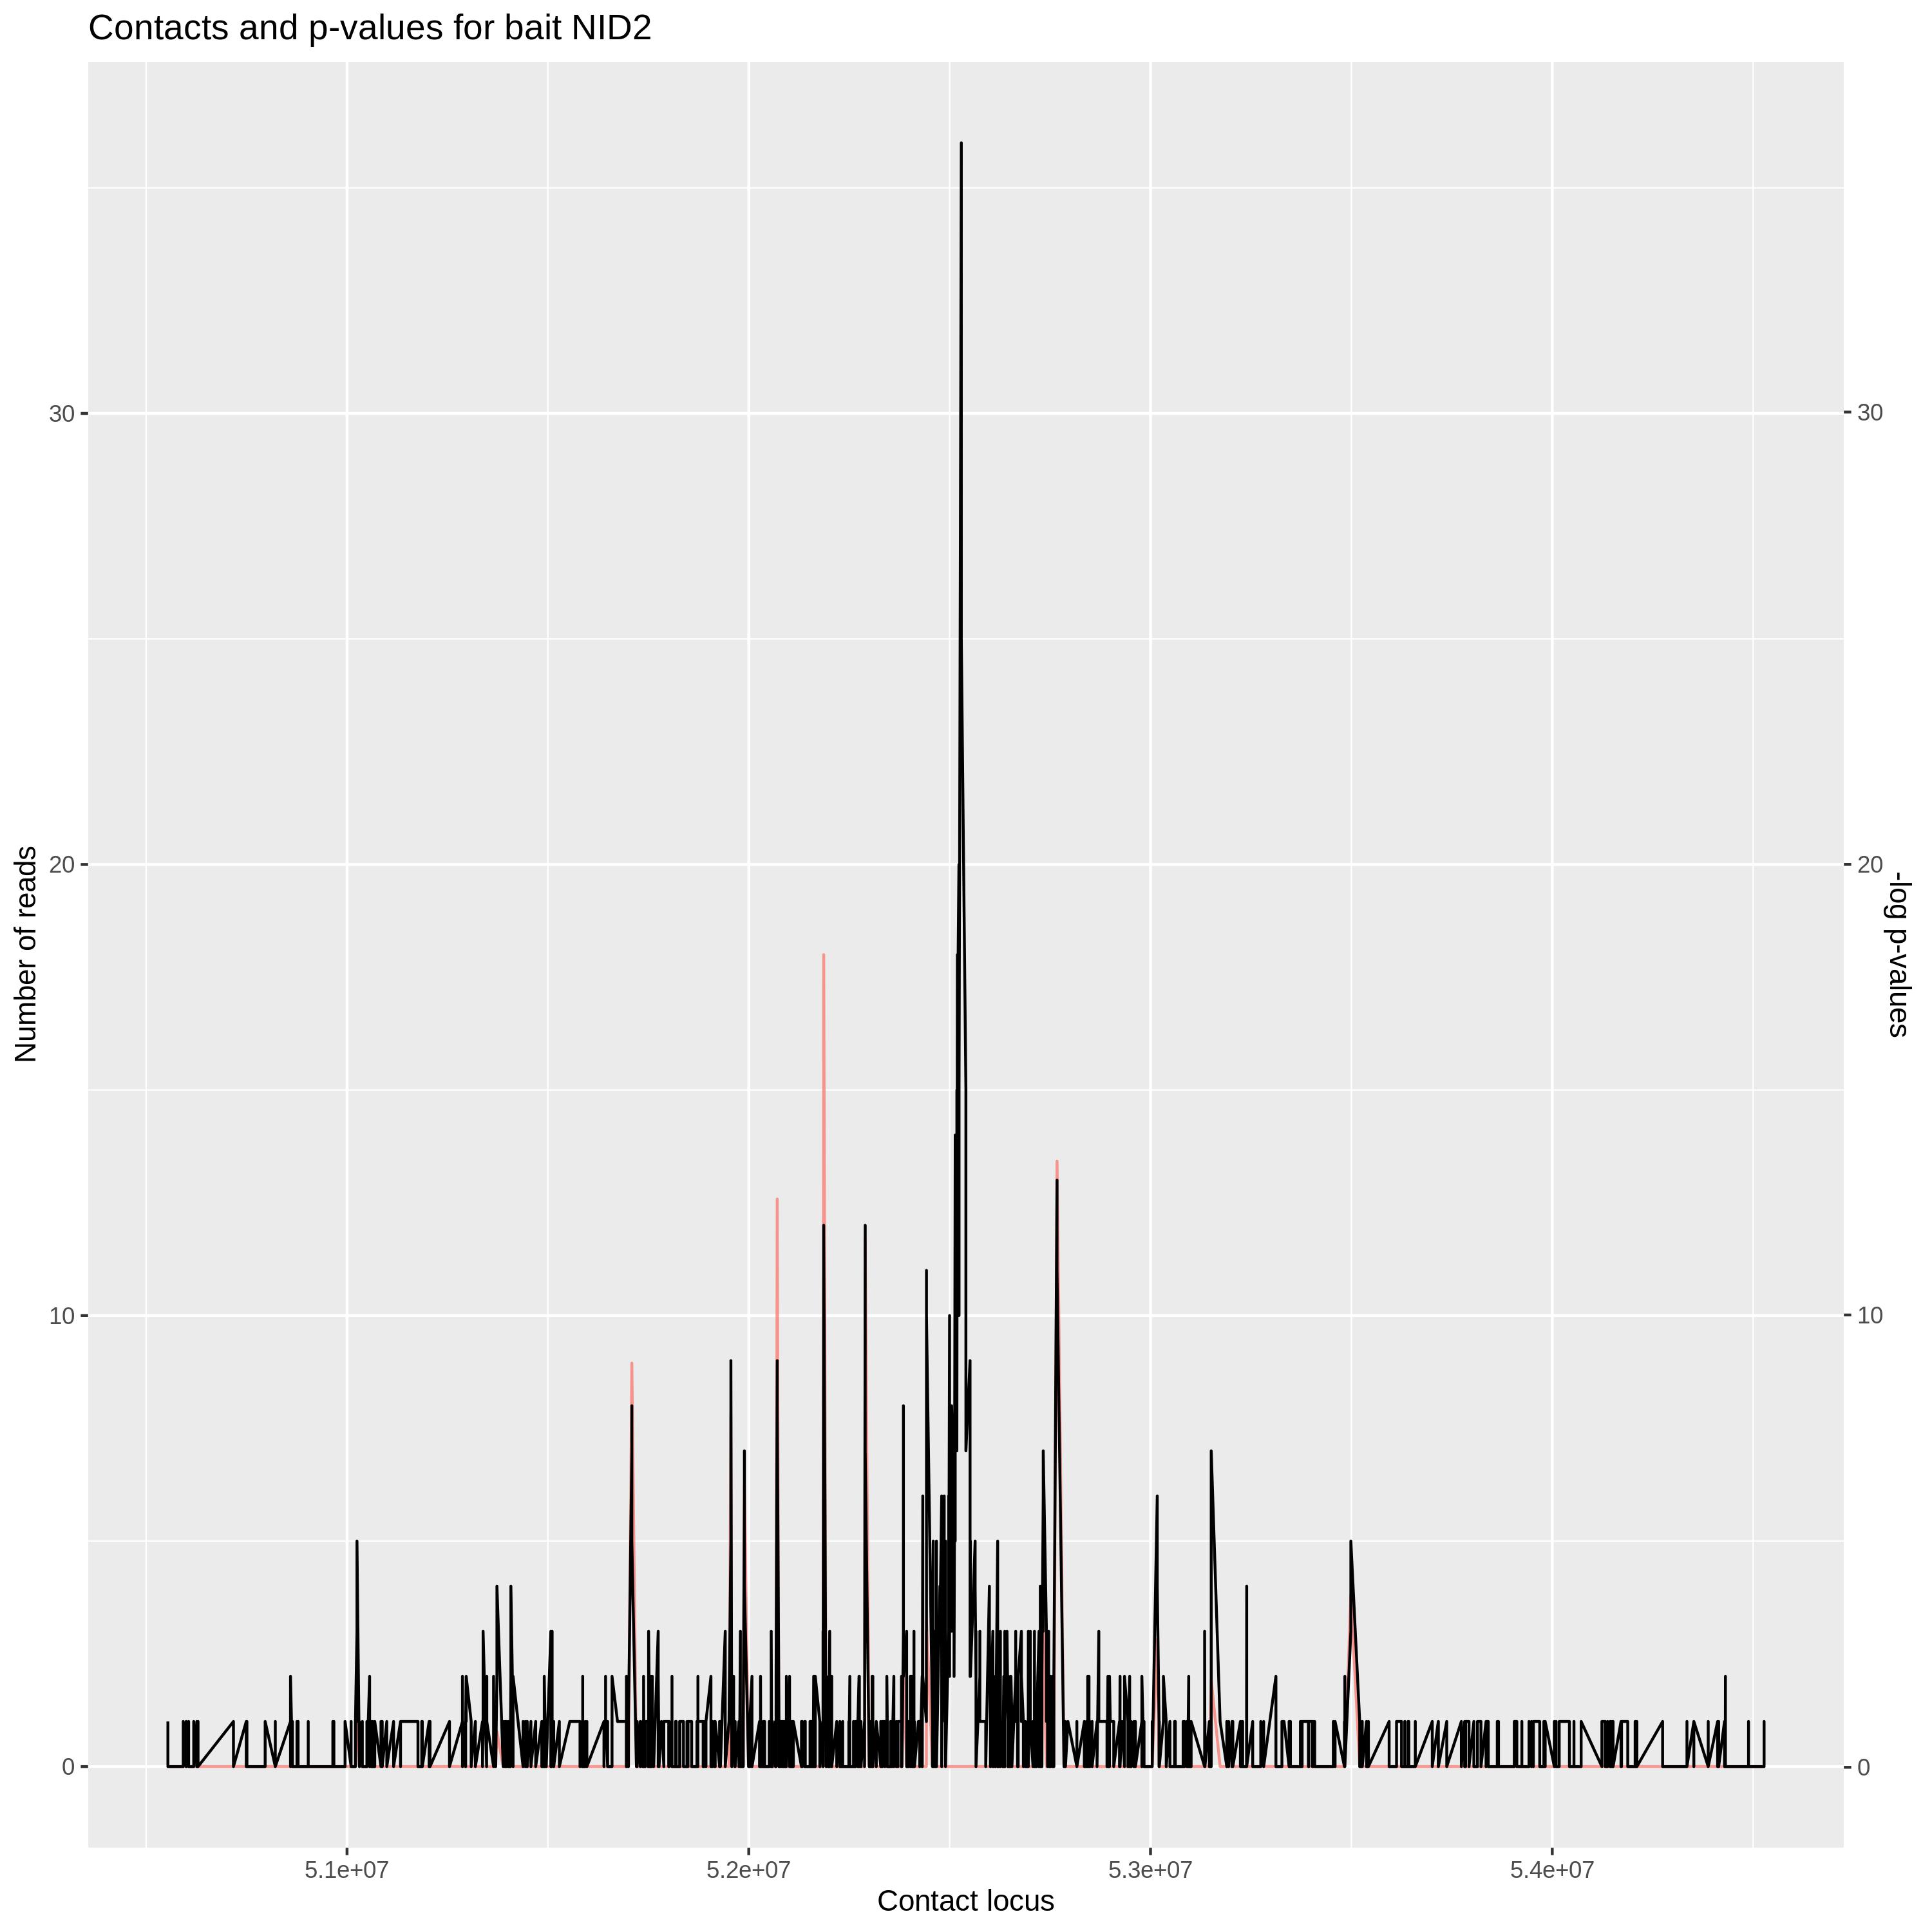 Contacts and p-values for bait NID2
Number of reads
30
20
10
0
30
20
10
0
-log p-values
5.1e+07
5.2e+07
5.3e+07
5.4e+07
Contact locus